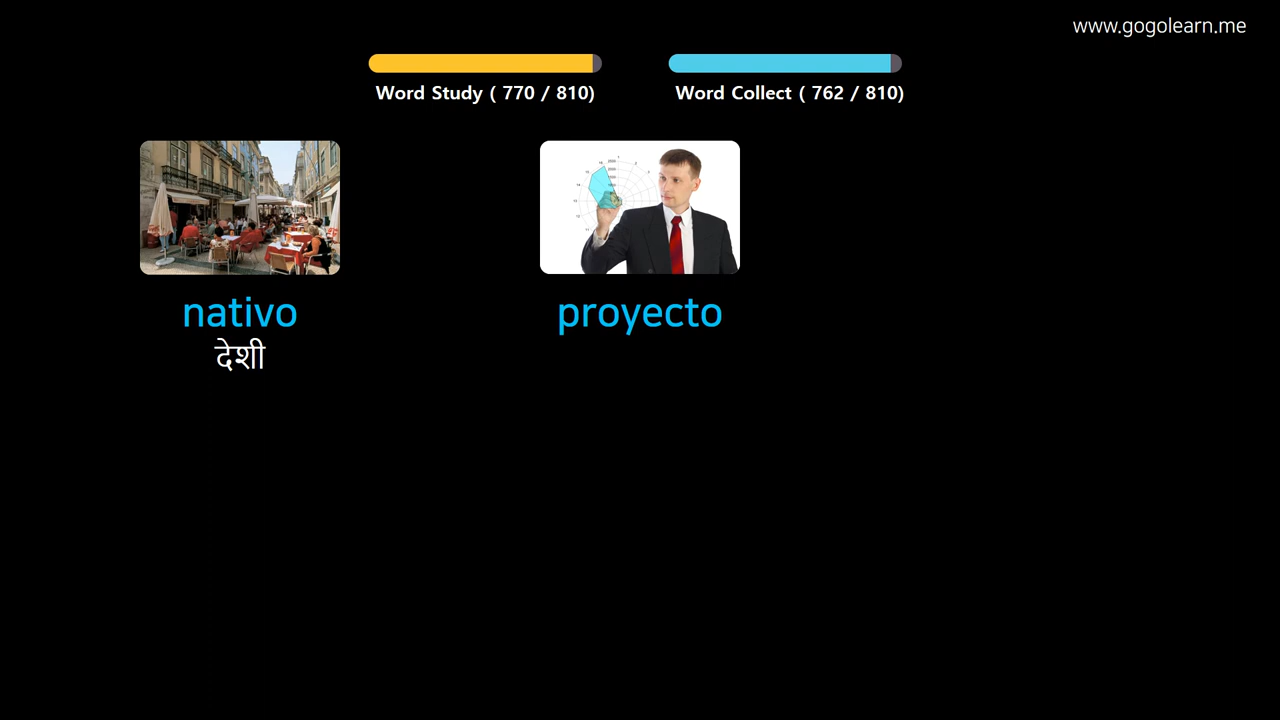 www.gogolearn.me
Word Study ( 770 / 810)
Word Collect ( 762 / 810)
nativo
देशी
proyecto